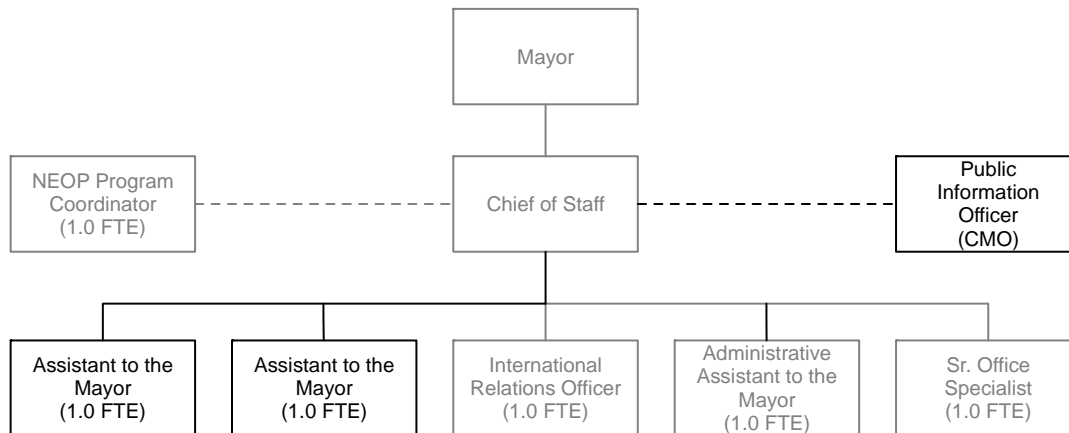 Mayor
NEOP Program
Coordinator
(1.0 FTE)
Chief of Staff
Public
Information
Officer
(CMO)
Assistant to the
Mayor
(1.0 FTE)
Assistant to the
Mayor
(1.0 FTE)
International
Relations Officer
(1.0 FTE)
Administrative
Assistant to the
Mayor
(1.0 FTE)
Sr. Office
Specialist
(1.0 FTE)